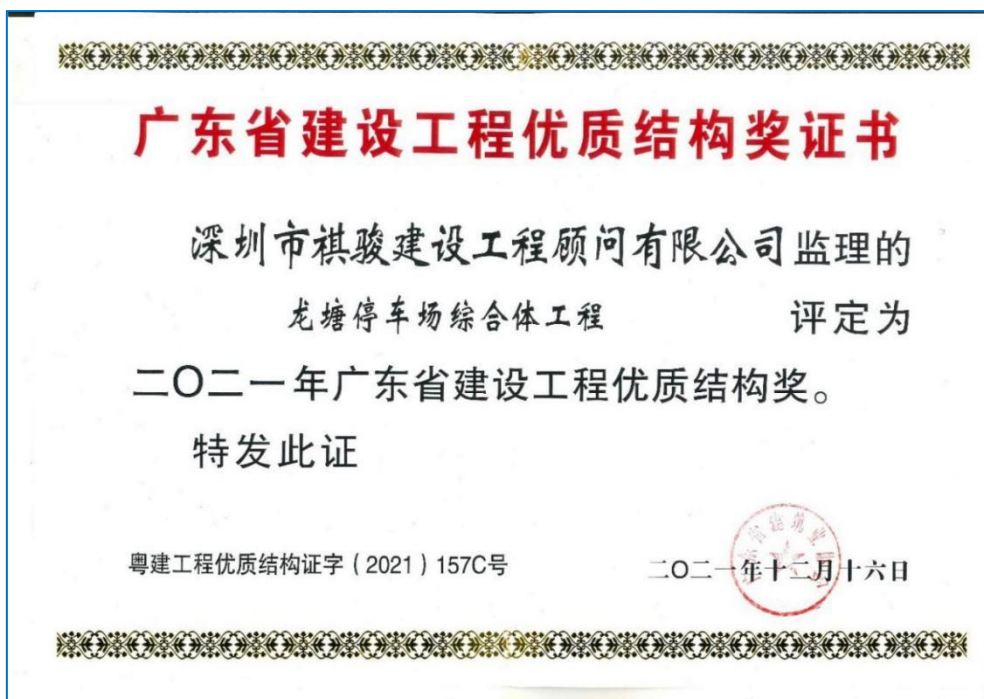 广东省建设工程优质结构奖证书
深圳市祺骏建设工程顾问有限公司监理的
龙塘停车场综合体工程 评定为
二〇二一年广东省建设工程优质结构奖。
特发此证
粤建工程优质结构证字（2021）157C号
二〇二一年十二月十六日